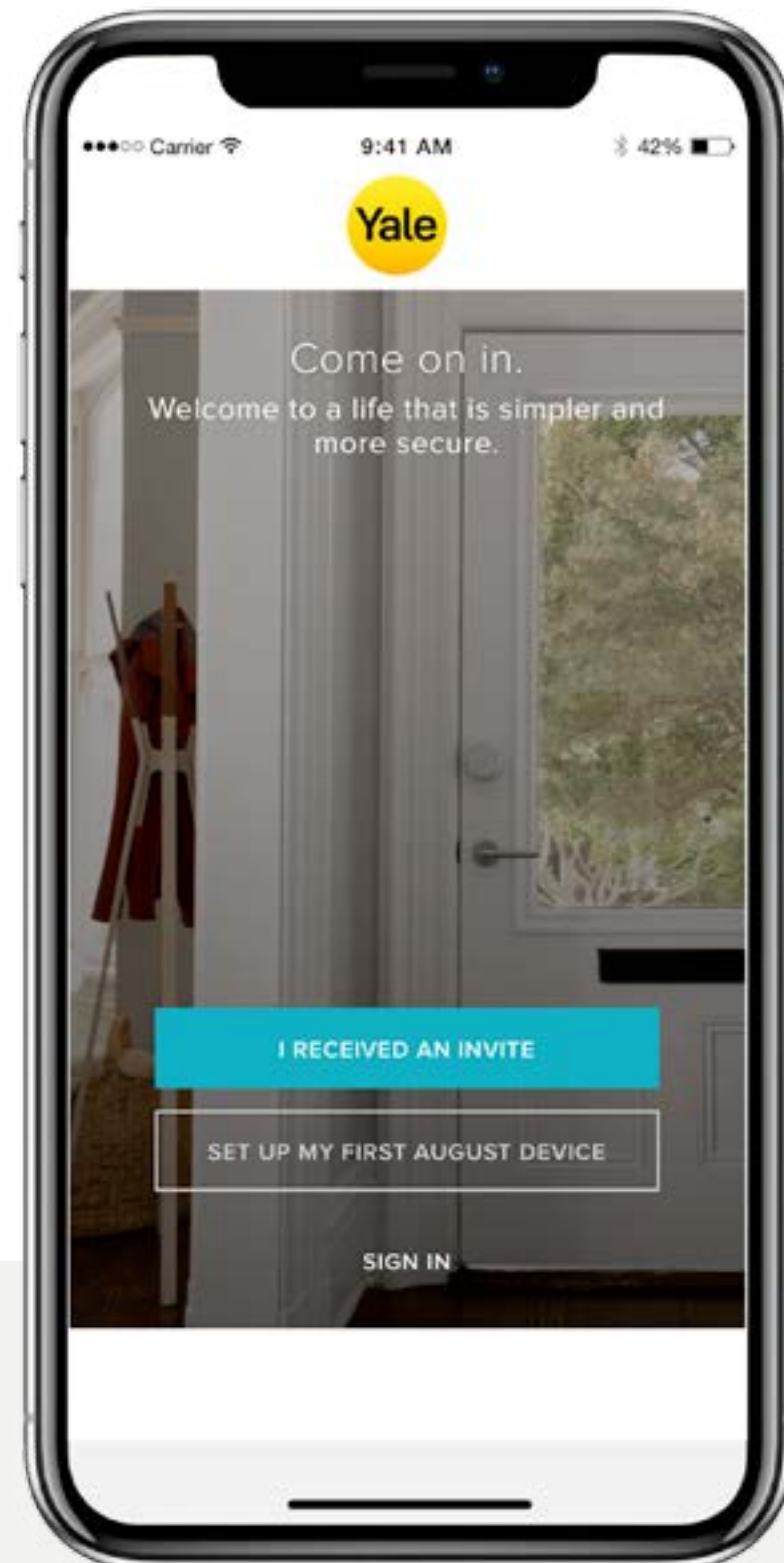 Carrier 9:41 AM 42%
Yale
Come on in.
Welcome to a life that is simpler and
more secure.
I RECEIVED AN INVITE
SET UP MY FIRST AUGUST DEVICE
SIGN IN